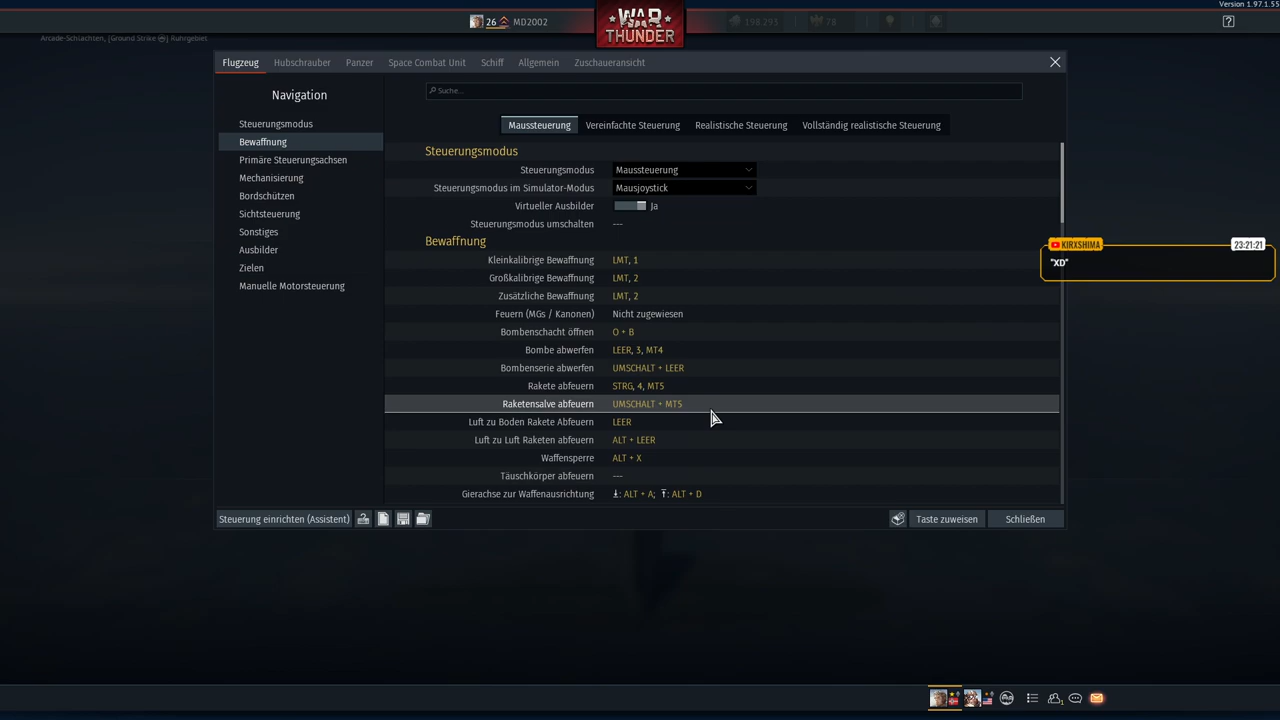 Version 1.97.1.55
26 MD2002
WAR THUNDER
198 293
78
Arcade-Schlachten, [Ground Strike] Ruhrgebiet
Flugzeug Hubschrauber Panzer Space Combat Unit Schiff Allgemein Zuschaueransicht
Navigation
Suche...
Steuerungsmodus
Bewaffnung
Primäre Steuerungsachsen
Mechanisierung
Bordschützen
Sichtsteuerung
Sonstiges
Ausbilder
Zielen
Manuelle Motorsteuerung
Maussteuerung Vereinfachte Steuerung Realistische Steuerung Vollständig realistische Steuerung
Steuerungsmodus
Steuerungsmodus Maussteuerung
Steuerungsmodus im Simulator-Modus Mausjoystick
Virtueller Ausbilder Ja
Steuerungsmodus umschalten ---
Bewaffnung
Kleinkalibrige Bewaffnung LMT, 1
Großkalibrige Bewaffnung LMT, 2
Zusätzliche Bewaffnung LMT, 2
Feuern (MGs / Kanonen) Nicht zugewiesen
Bombenschacht öffnen O + B
Bombe abwerfen LEER, 3, MT4
Bombenserie abwerfen UMSCHALT + LEER
Rakete abfeuern STRG, 4, MT5
Raketensalve abfeuern UMSCHALT + MT5
Luft zu Boden Rakete Abfeuern LEER
Luft zu Luft Raketen abfeuern ALT + LEER
Waffensperre ALT + X
Täuschkörper abfeuern ---
Gierachse zur Waffenausrichtung ALT + A; ALT + D
KIRXSHIMA 23:21:21
"XD"
Steuerung einrichten (Assistent) Taste zuweisen Schließen
1